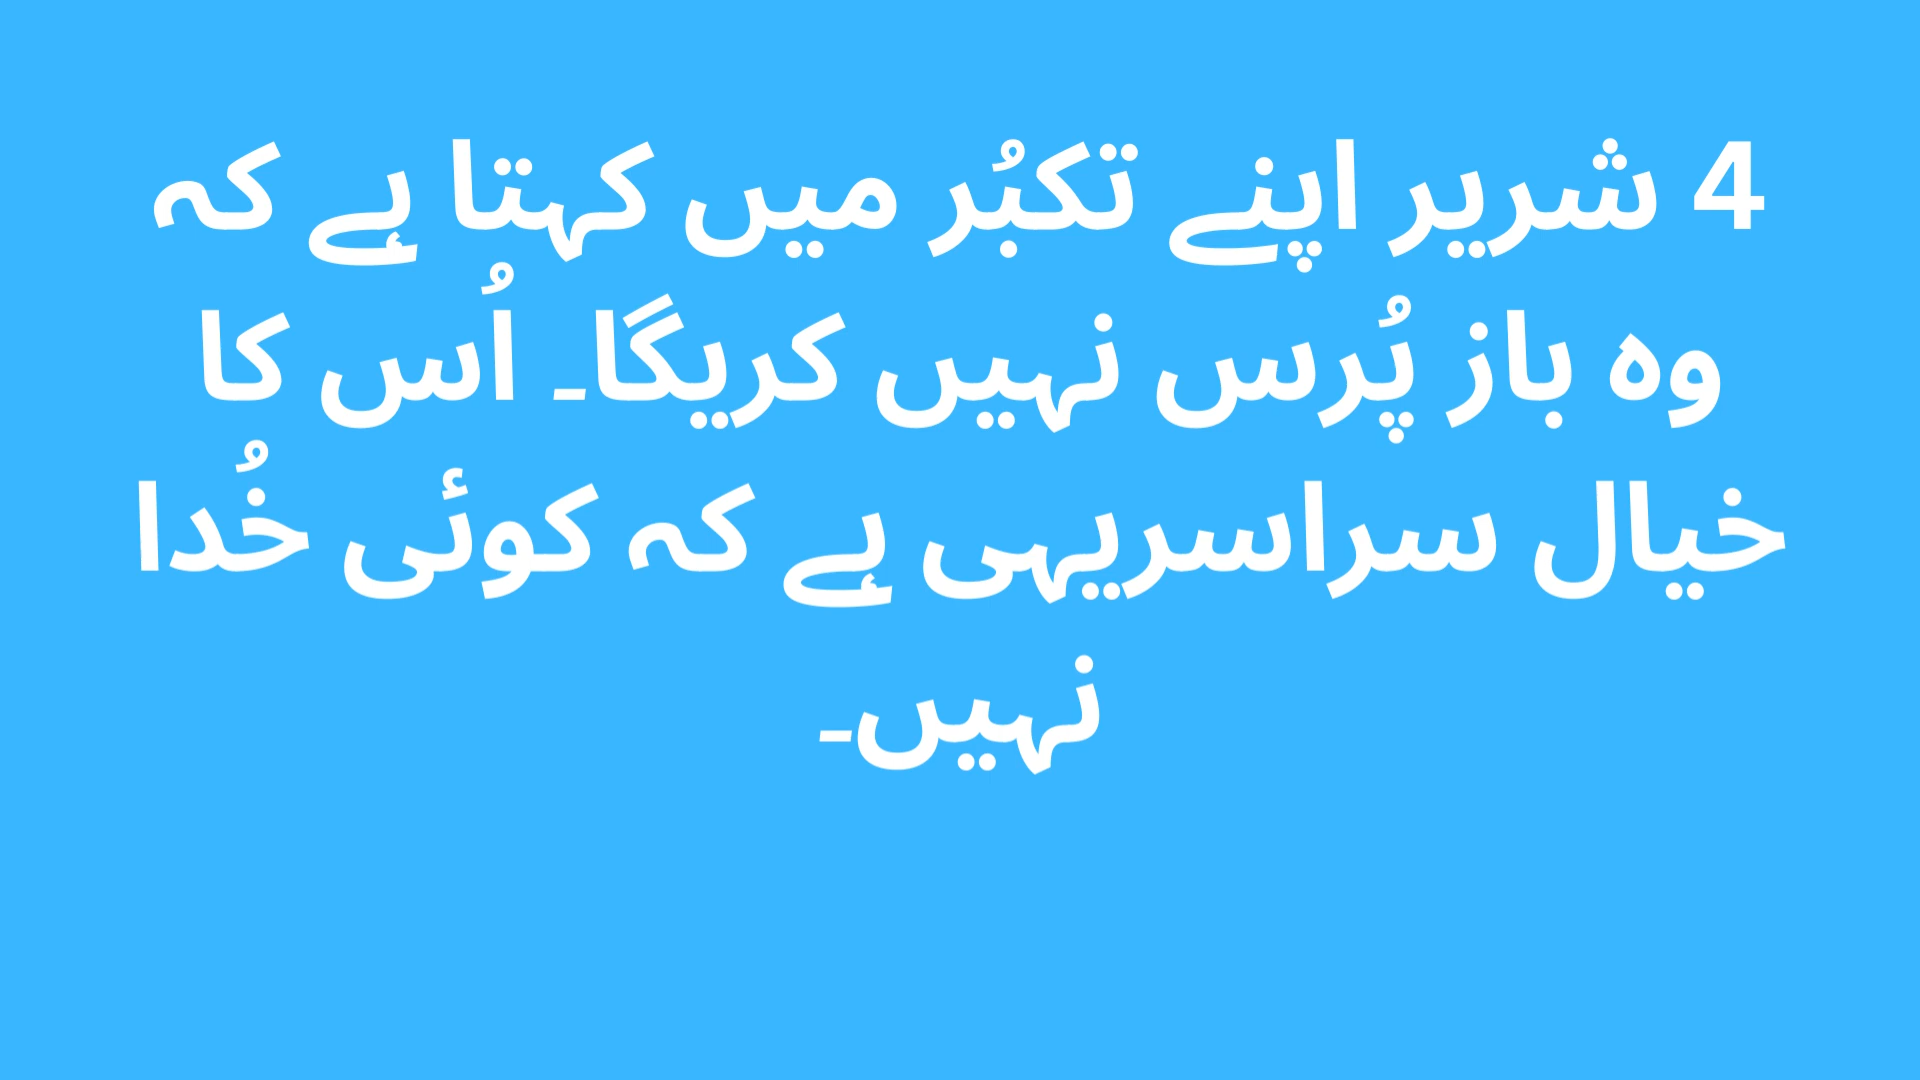 4 شریر اپنے تکبُر میں کہتا ہے کہ
وہ باز پُرس نہیں کریگا۔ اُس کا
خیال سراسریہی ہے کہ کوئی خُدا
نہیں۔